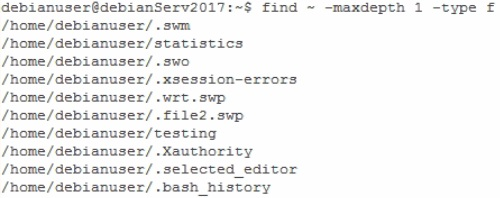 debianuser@debianServ2017:~$ find ~ -maxdepth 1 -type f
/home/debianuser/.swm
/home/debianuser/statistics
/home/debianuser/.swo
/home/debianuser/.xsession-errors
/home/debianuser/.wrt.swp
/home/debianuser/.file2.swp
/home/debianuser/testing
/home/debianuser/.Xauthority
/home/debianuser/.selected_editor
/home/debianuser/.bash_history